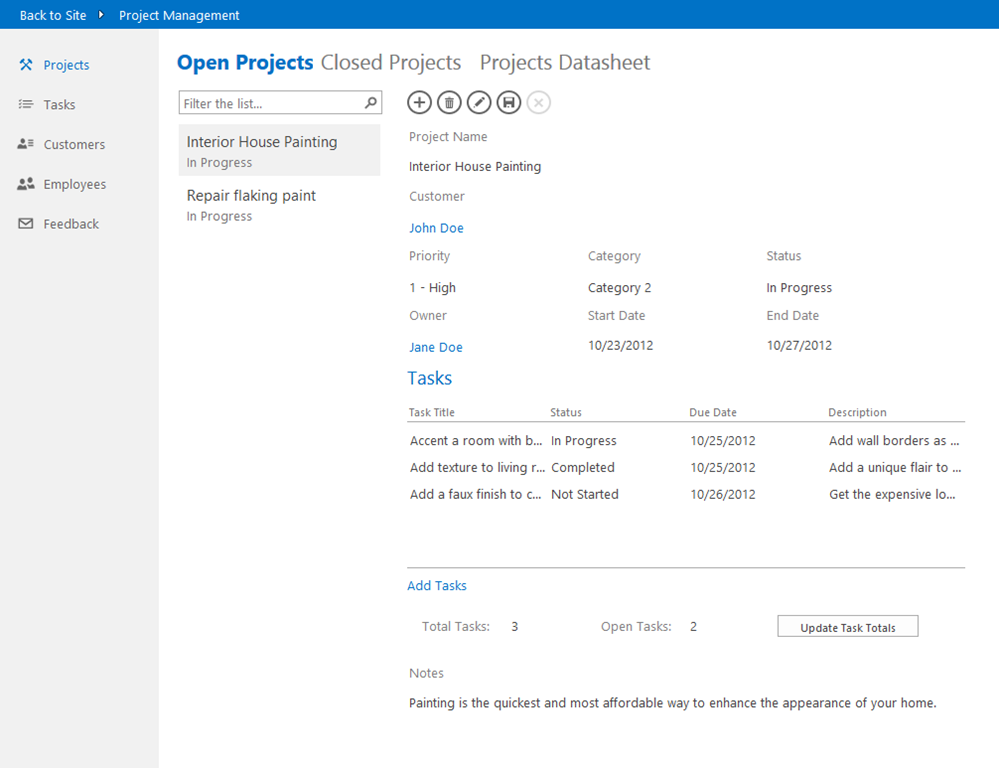 Back to Site Project Management
Projects
Tasks
Customers
Employees
Feedback
Open Projects Closed Projects Projects Datasheet
Filter the list...
Interior House Painting
In Progress
Repair flaking paint
In Progress
Project Name
Interior House Painting
Customer
John Doe
Priority Category Status
1 - High Category 2 In Progress
Owner Start Date End Date
Jane Doe 10/23/2012 10/27/2012
Tasks
Task Title Status Due Date Description
Accent a room with b... In Progress 10/25/2012 Add wall borders as ...
Add texture to living r... Completed 10/25/2012 Add a unique flair to ...
Add a faux finish to c... Not Started 10/26/2012 Get the expensive lo...
Add Tasks
Total Tasks: 3 Open Tasks: 2 Update Task Totals
Notes
Painting is the quickest and most affordable way to enhance the appearance of your home.